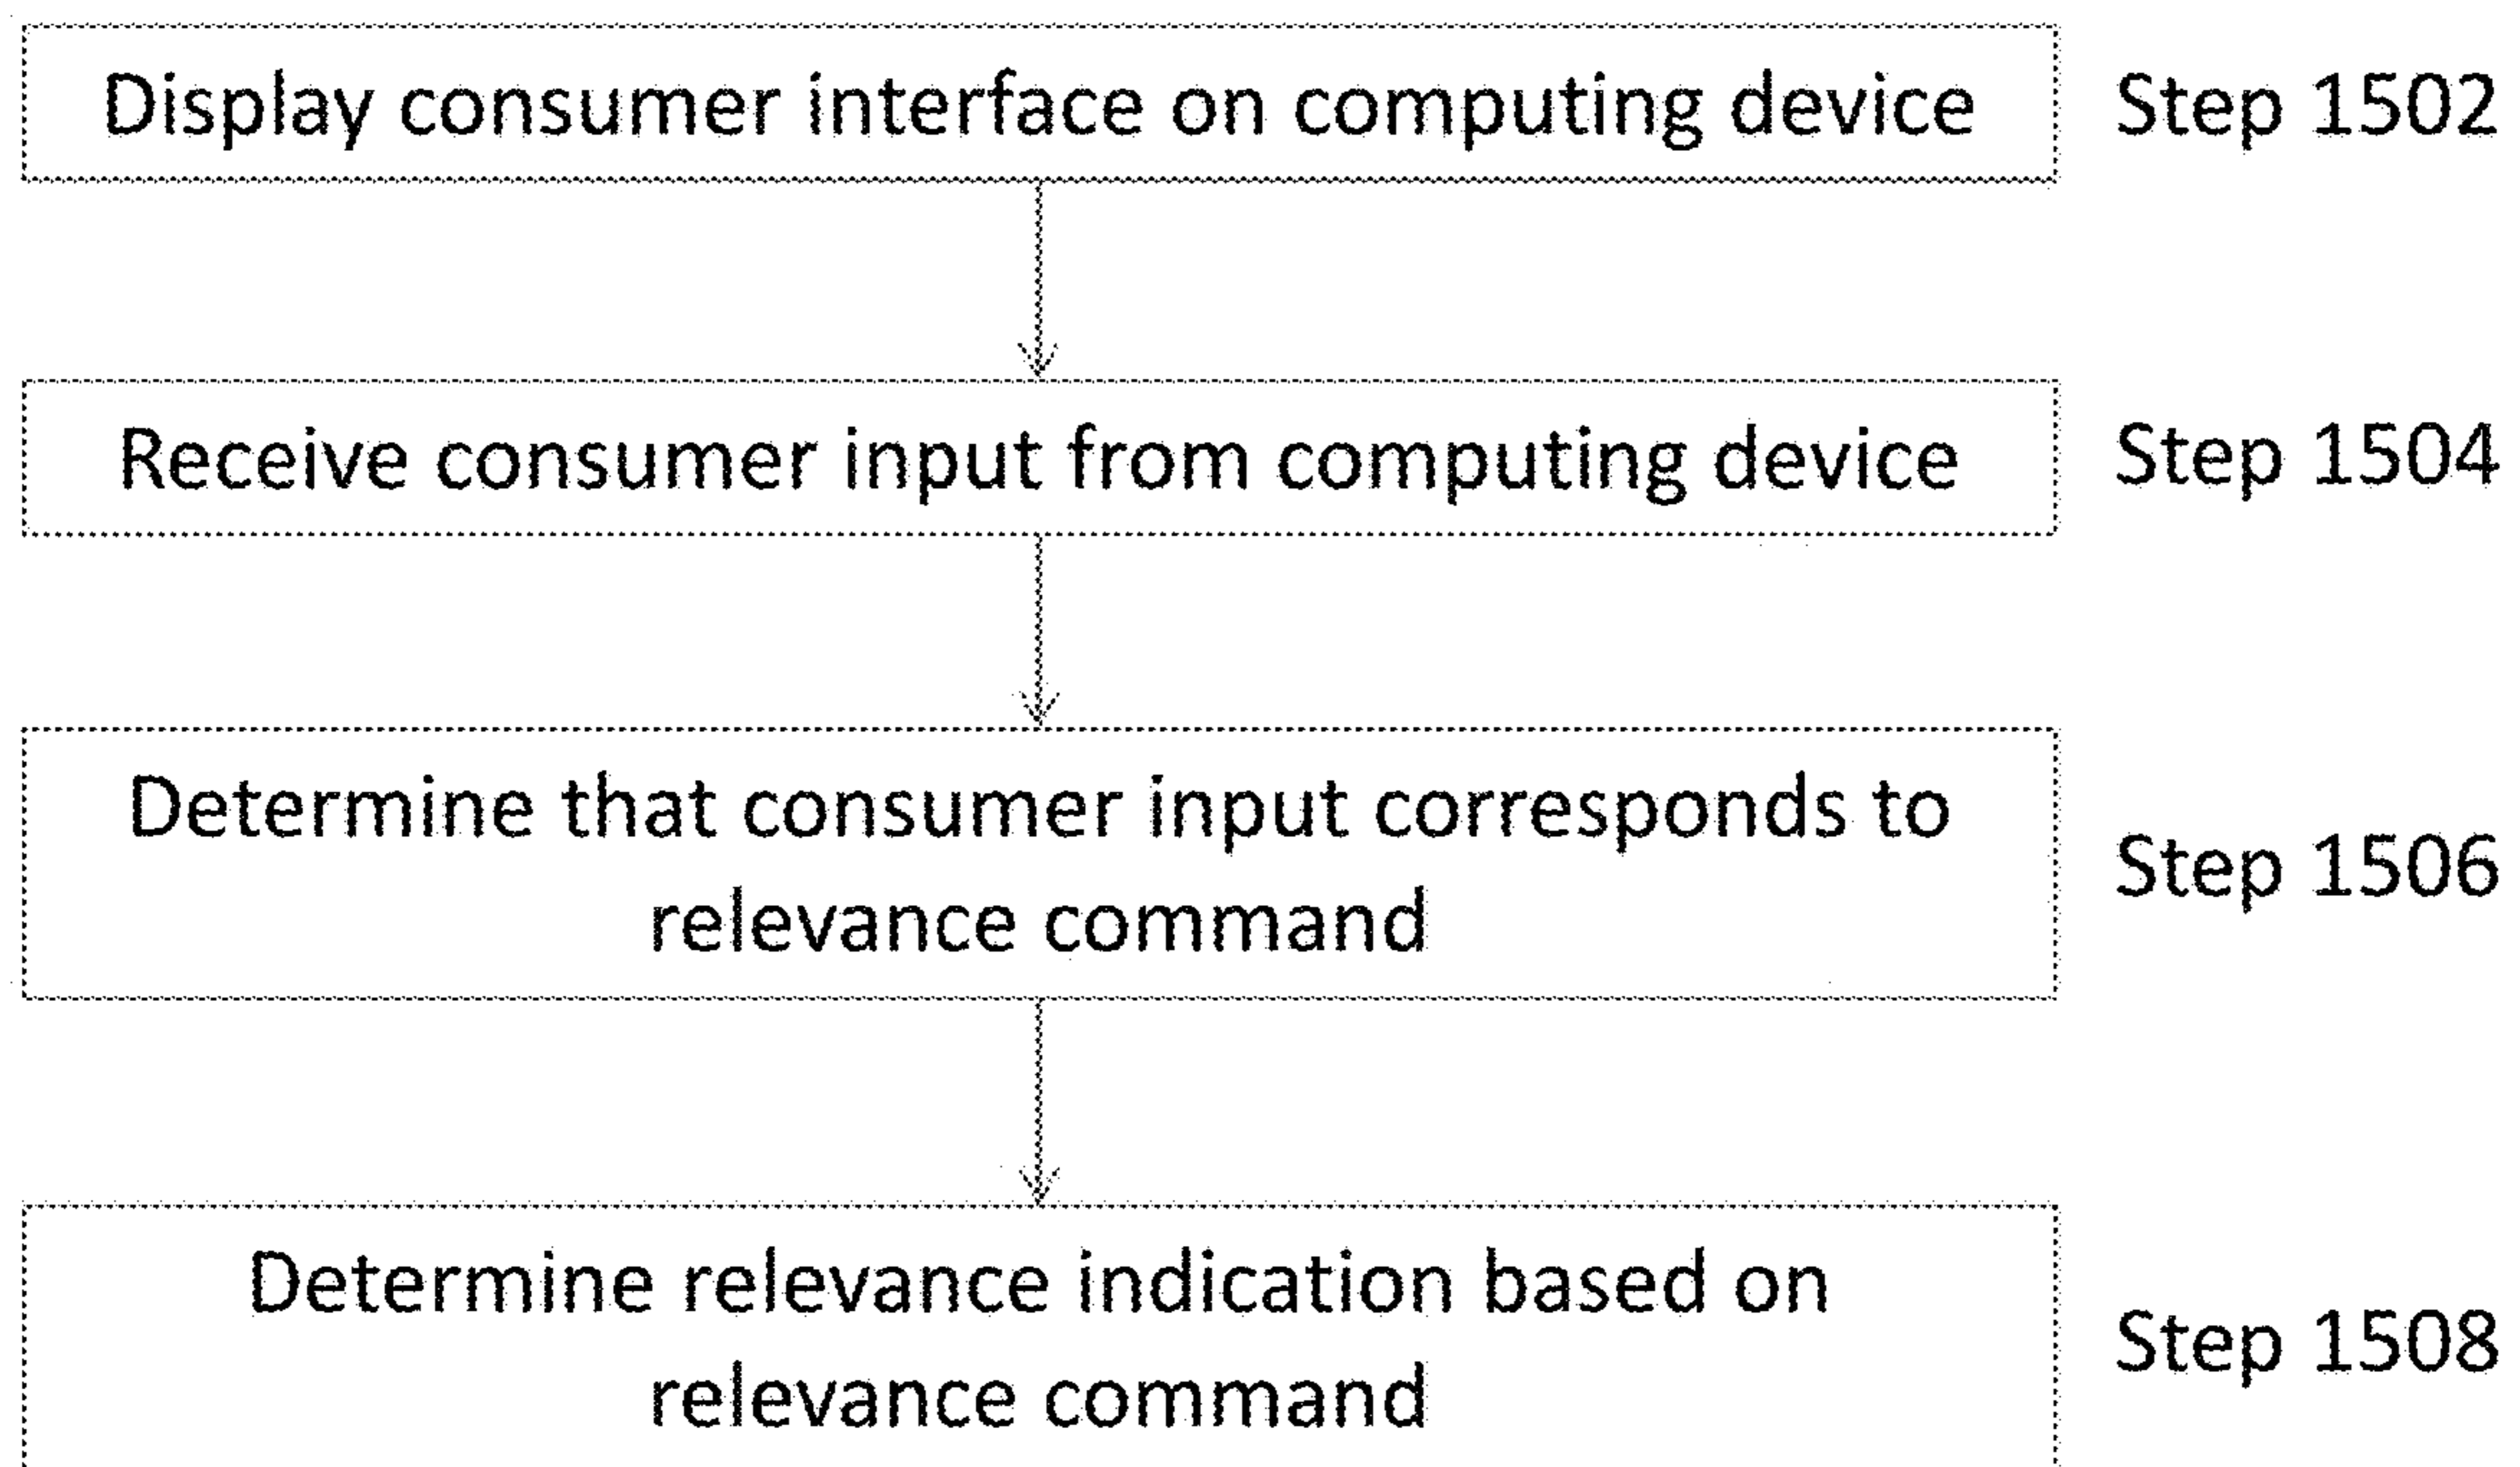 Display consumer interface on computing device Step 1502
Receive consumer input from computing device Step 1504
Determine that consumer input corresponds to
relevance command
Step 1506
Determine relevance indication based on
relevance command
Step 1508